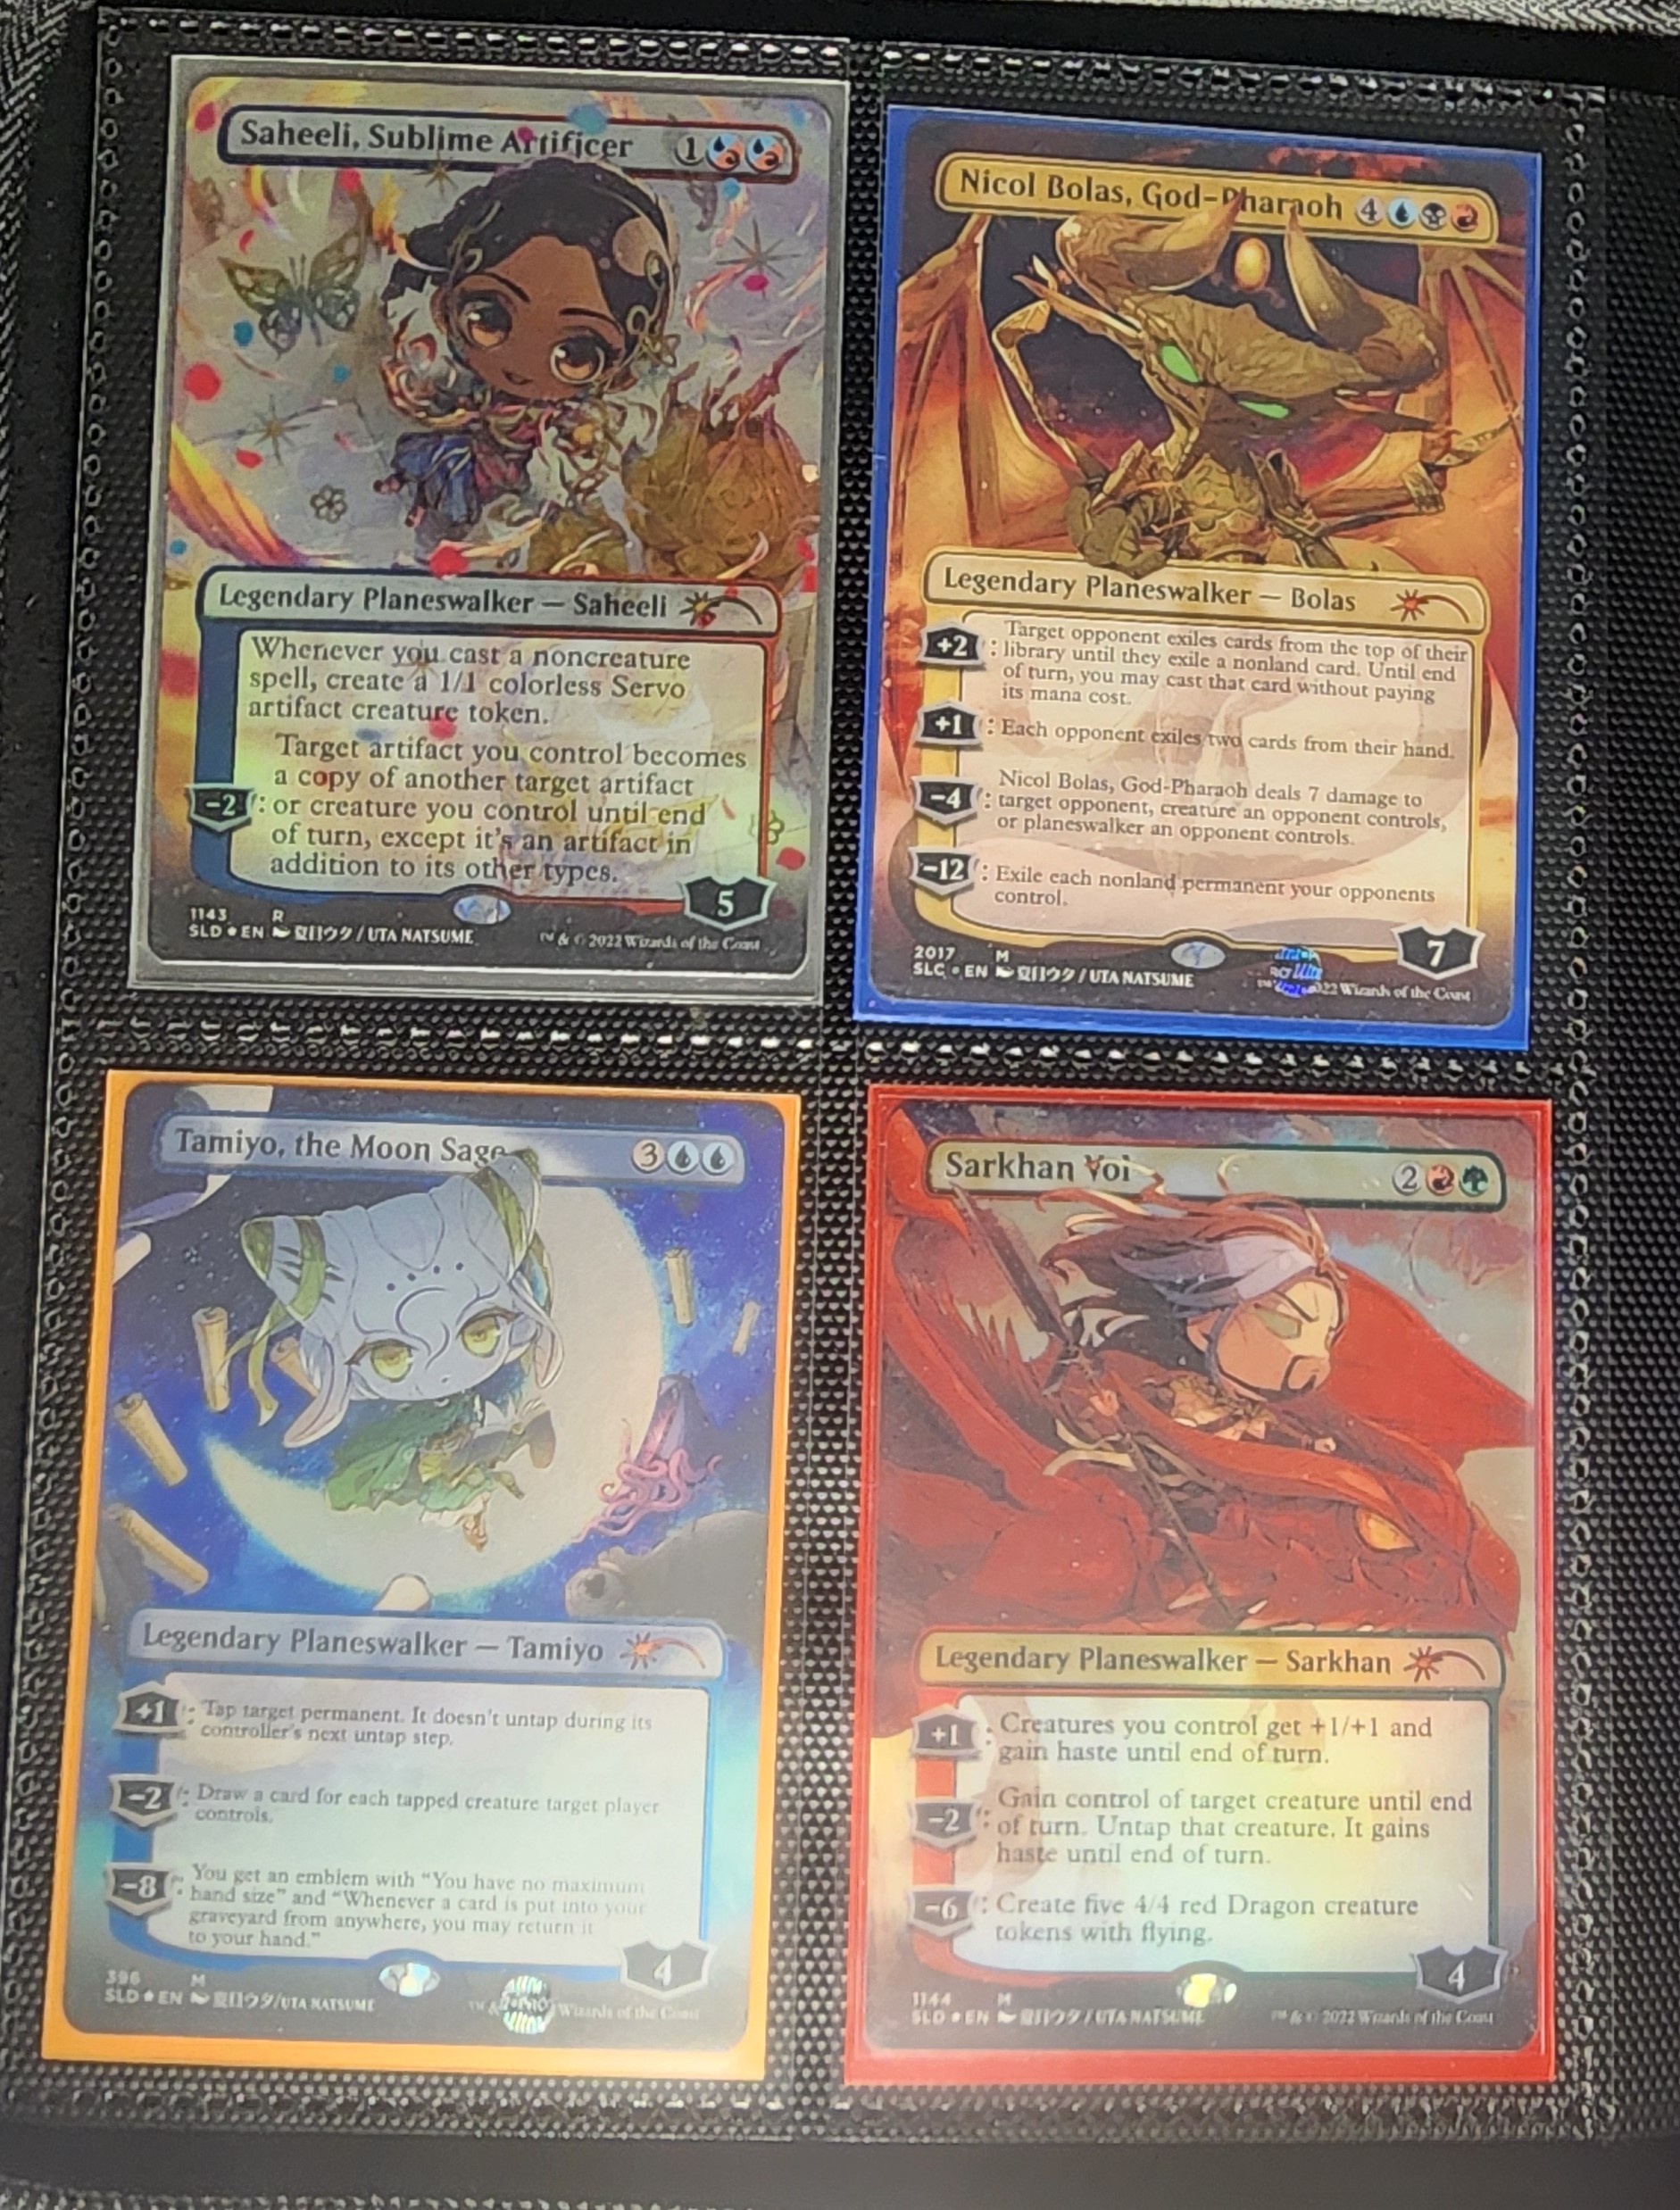 Saheeli, Sublime Artificer 1
Legendary Planeswalker — Saheeli
Whenever you cast a noncreature
spell, create a 1/1 colorless Servo
artifact creature token.
Target artifact you control becomes
a copy of another target artifact
−2: or creature you control until end
of turn, except it's an artifact in
addition to its other types.
5
1143 R
SLD ★ EN 夏目ウタ / UTA NATSUME
™ & © 2022 Wizards of the Coast
Nicol Bolas, God-Pharaoh 4
Legendary Planeswalker — Bolas
Target opponent exiles cards from the top of their
+2: library until they exile a nonland card. Until end
of turn, you may cast that card without paying
its mana cost.
+1: Each opponent exiles two cards from their hand.
Nicol Bolas, God-Pharaoh deals 7 damage to
−4: target opponent, creature an opponent controls,
or planeswalker an opponent controls.
−12: Exile each nonland permanent your opponents
control.
7
2017 M
SLC • EN 夏目ウタ / UTA NATSUME
22 Wizards of the Coast
Tamiyo, the Moon Sage 3
Legendary Planeswalker — Tamiyo
+1: Tap target permanent. It doesn't untap during its
controller's next untap step.
−2: Draw a card for each tapped creature target player
controls.
You get an emblem with "You have no maximum
−8: hand size" and "Whenever a card is put into your
graveyard from anywhere, you may return it
to your hand."
4
396 M
SLD ★ EN 夏目ウタ/UTA NATSUME
™ & Wizards of the Coast
Sarkhan Vol 2
Legendary Planeswalker — Sarkhan
+1: Creatures you control get +1/+1 and
gain haste until end of turn.
Gain control of target creature until end
−2: of turn. Untap that creature. It gains
haste until end of turn.
−6: Create five 4/4 red Dragon creature
tokens with flying.
4
1144 M
SLD ★ EN 夏目ウタ / UTA NATSUME
™ & © 2022 Wizards of the Coast